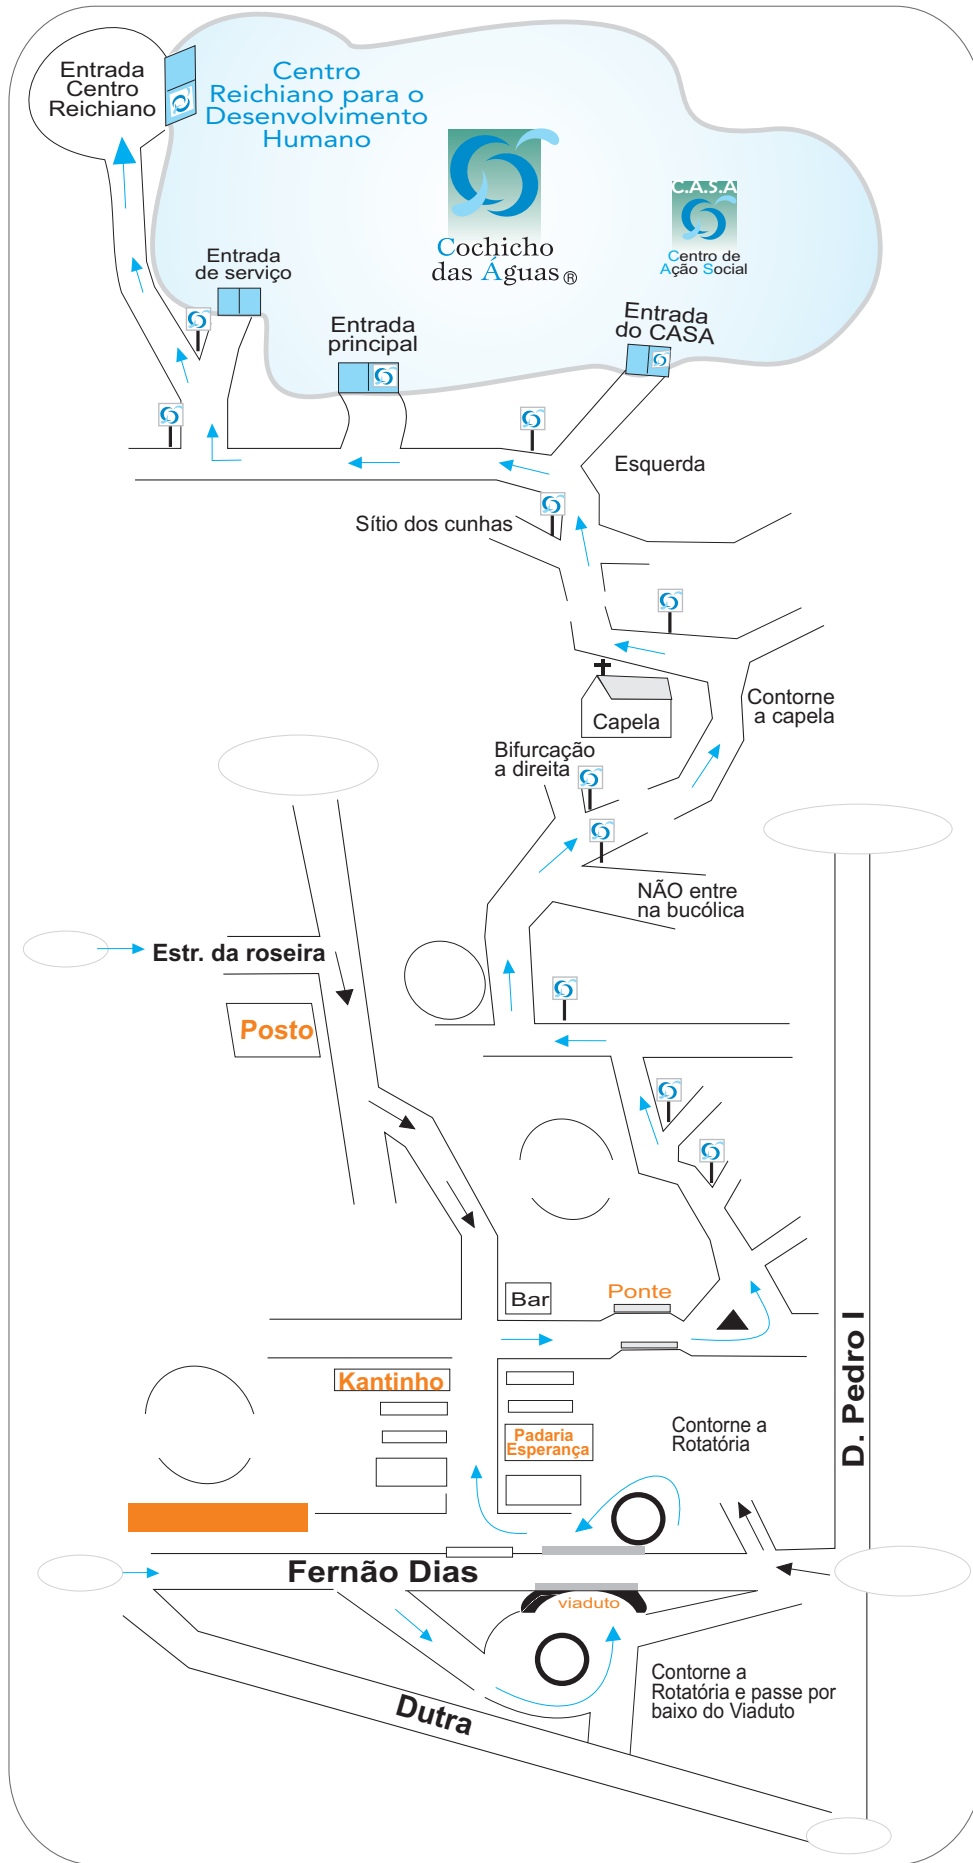 Entrada
Centro
Reichiano
Centro
Reichiano para o
Desenvolvimento
Humano
Cochicho
das Águas®
C.A.S.A
Centro de
Ação Social
Entrada
de serviço
Entrada
principal
Entrada
do CASA
Esquerda
Sítio dos cunhas
Contorne
a capela
Capela
Bifurcação
a direita
NÃO entre
na bucólica
Estr. da roseira
Posto
Bar
Ponte
Kantinho
Padaria
Esperança
Contorne a
Rotatória
D. Pedro I
Fernão Dias
viaduto
Contorne a
Rotatória e passe por
baixo do Viaduto
Dutra